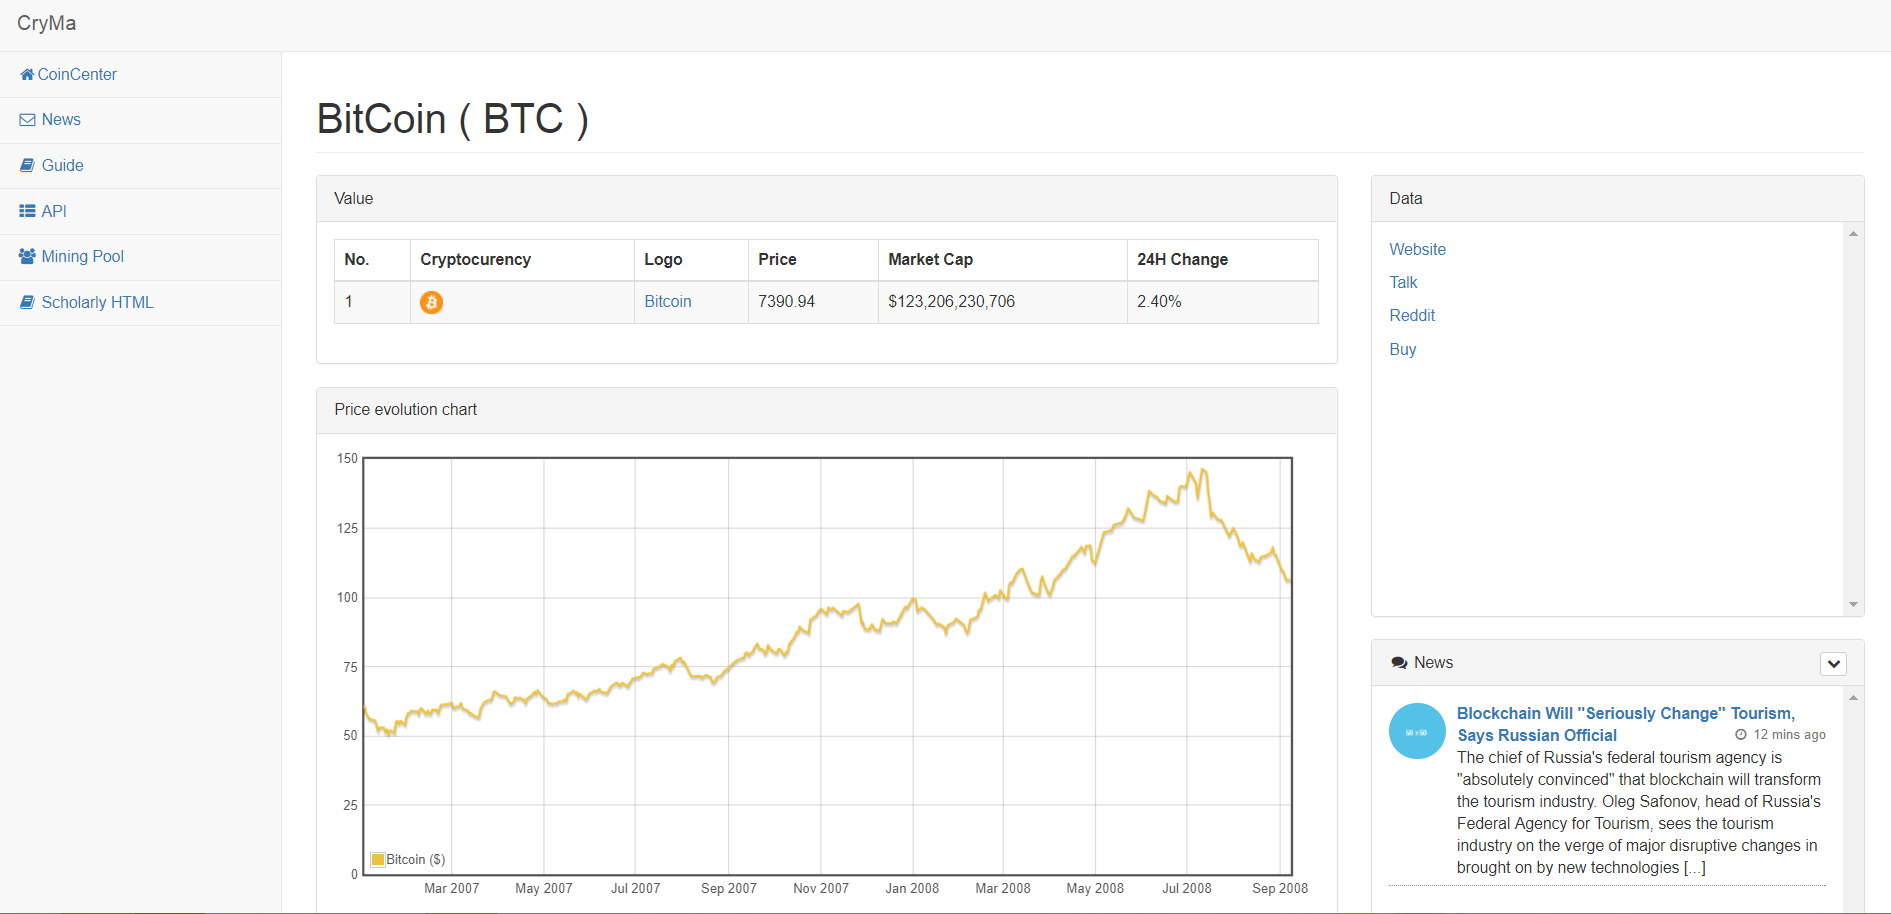 CryMa
CoinCenter
News
Guide
API
Mining Pool
Scholarly HTML
BitCoin ( BTC )
Value
No. Cryptocurency Logo Price Market Cap 24H Change
1 Bitcoin 7390.94 $123,206,230,706 2.40%
Price evolution chart
150
125
100
75
50
25
0
Bitcoin ($)
Mar 2007 May 2007 Jul 2007 Sep 2007 Nov 2007 Jan 2008 Mar 2008 May 2008 Jul 2008 Sep 2008
Data
Website
Talk
Reddit
Buy
News
50 x 50
Blockchain Will "Seriously Change" Tourism,
Says Russian Official 12 mins ago
The chief of Russia's federal tourism agency is
"absolutely convinced" that blockchain will transform
the tourism industry. Oleg Safonov, head of Russia's
Federal Agency for Tourism, sees the tourism
industry on the verge of major disruptive changes in
brought on by new technologies [...]